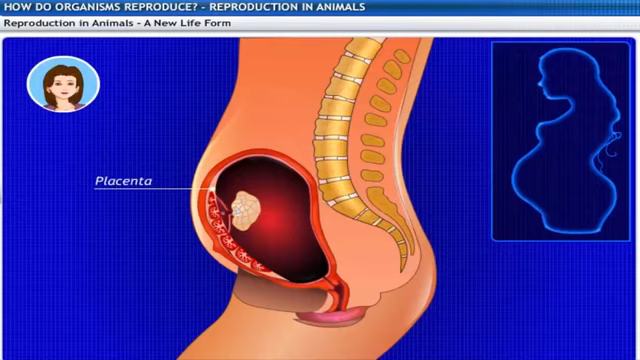 HOW DO ORGANISMS REPRODUCE? - REPRODUCTION IN ANIMALS
Reproduction in Animals - A New Life Form
Placenta